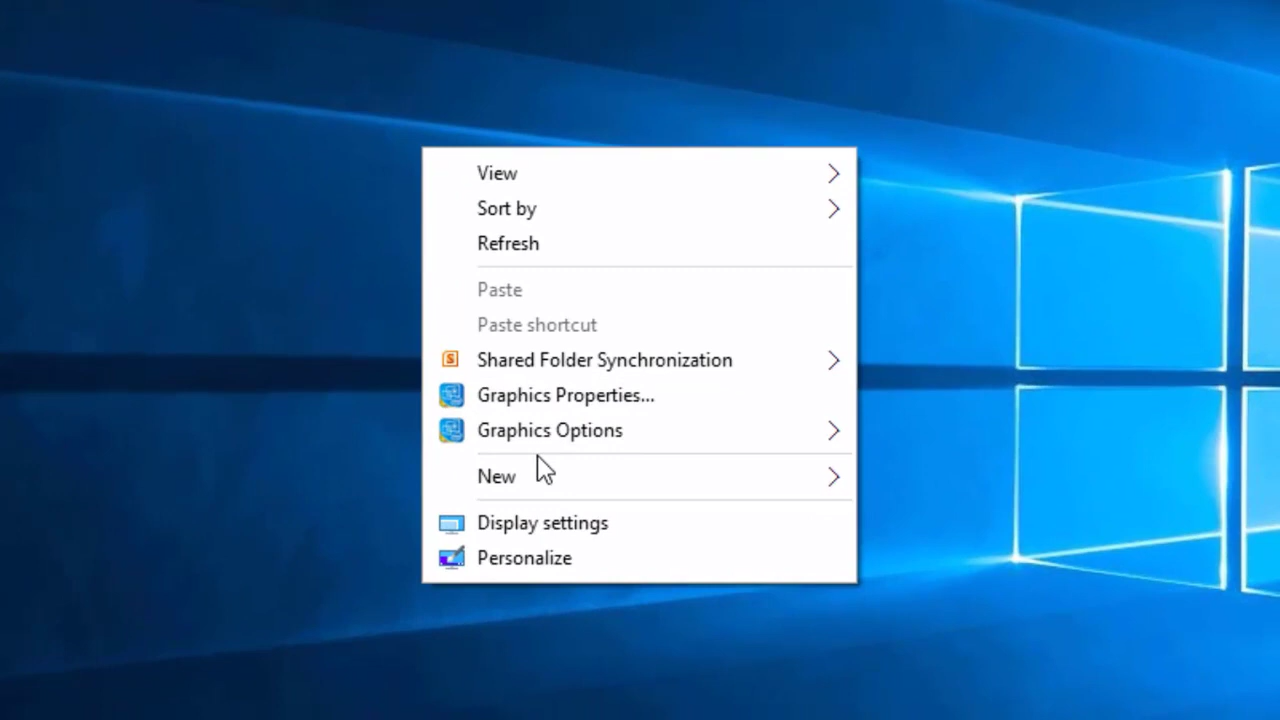 View
Sort by
Refresh
Paste
Paste shortcut
S
Shared Folder Synchronization
Graphics Properties...
Graphics Options
New
Display settings
Personalize